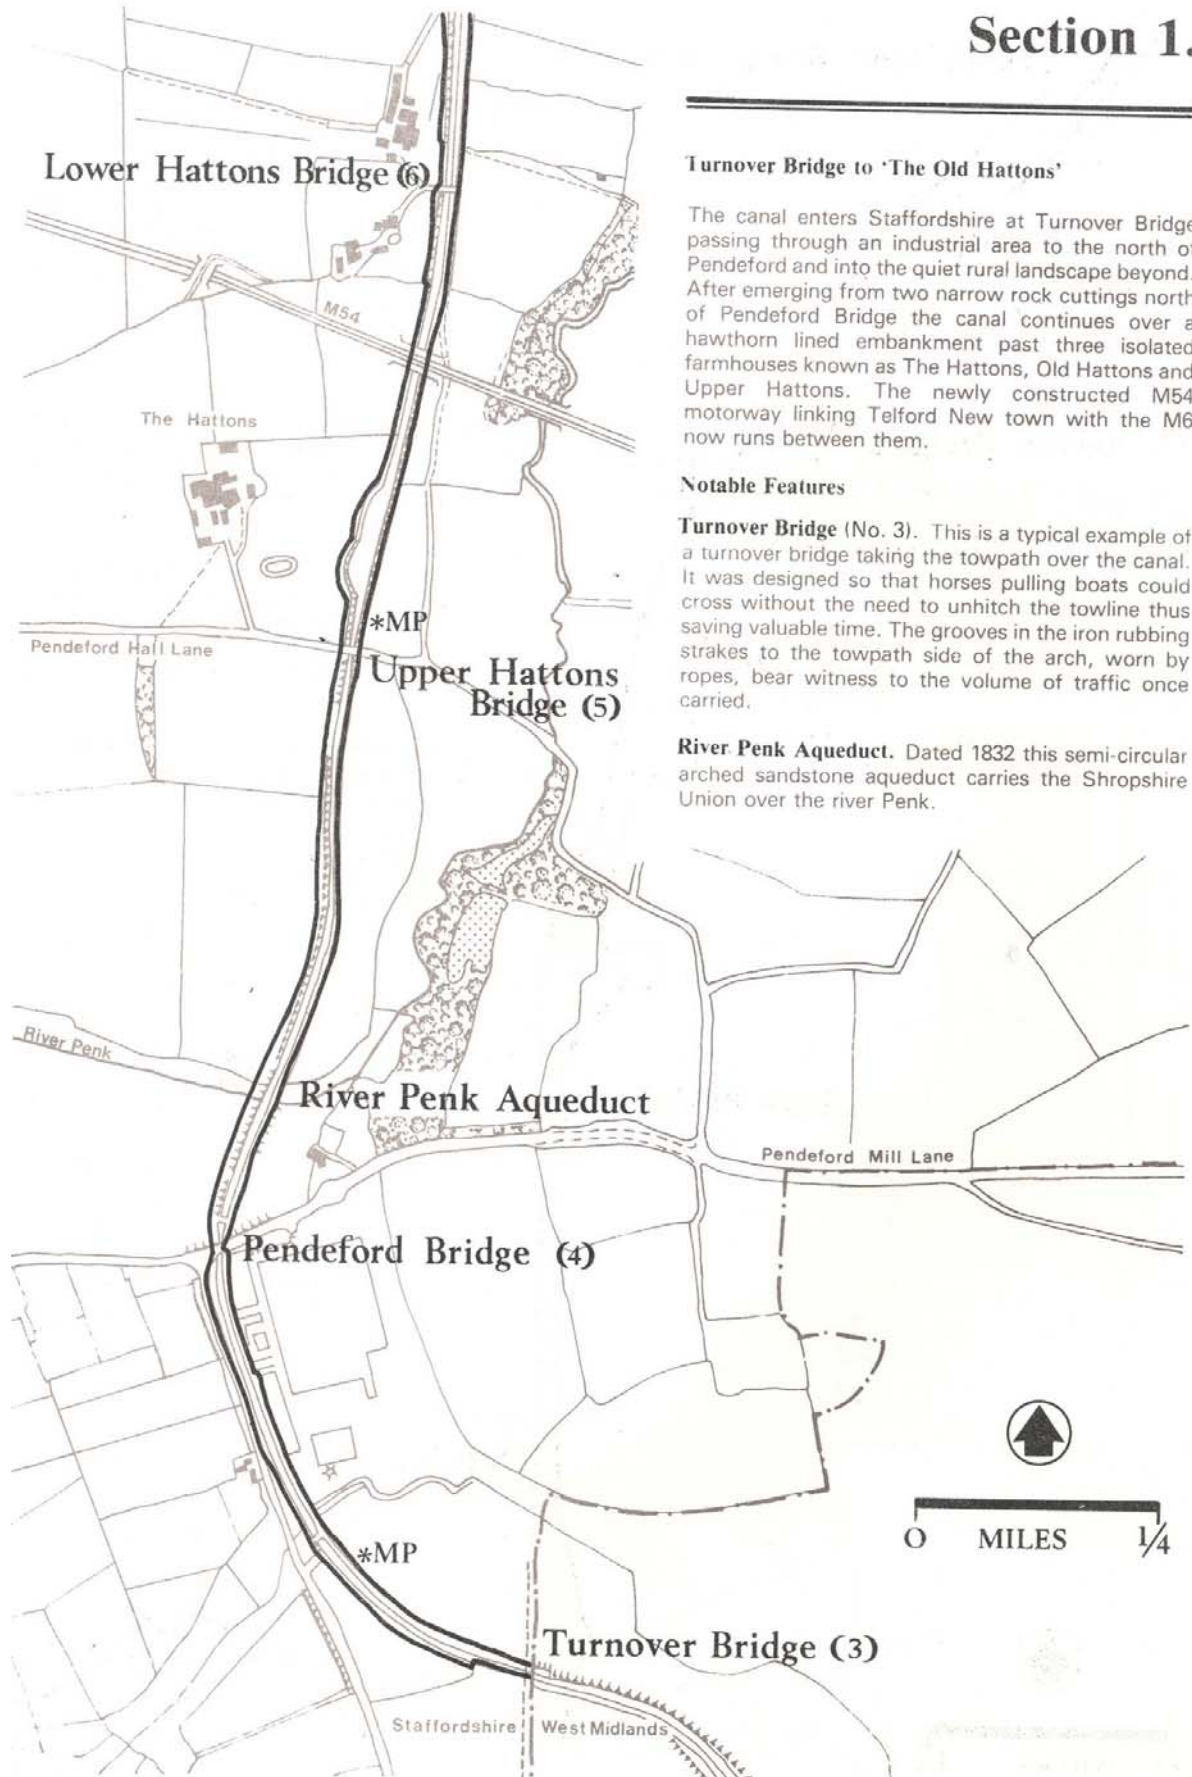 Section 1.
Turnover Bridge to ‘The Old Hattons’
The canal enters Staffordshire at Turnover Bridge
passing through an industrial area to the north of
Pendeford and into the quiet rural landscape beyond.
After emerging from two narrow rock cuttings north
of Pendeford Bridge the canal continues over a
hawthorn lined embankment past three isolated
farmhouses known as The Hattons, Old Hattons and
Upper Hattons. The newly constructed M54
motorway linking Telford New town with the M6
now runs between them.
Notable Features
Turnover Bridge (No. 3). This is a typical example of
a turnover bridge taking the towpath over the canal.
It was designed so that horses pulling boats could
cross without the need to unhitch the towline thus
saving valuable time. The grooves in the iron rubbing
strakes to the towpath side of the arch, worn by
ropes, bear witness to the volume of traffic once
carried.
River Penk Aqueduct. Dated 1832 this semi-circular
arched sandstone aqueduct carries the Shropshire
Union over the river Penk.
Lower Hattons Bridge (6)
M54
The Hattons
*MP
Pendeford Hall Lane
Upper Hattons
Bridge (5)
River Penk
River Penk Aqueduct
Pendeford Mill Lane
Pendeford Bridge (4)
*MP
O MILES 1/4
Turnover Bridge (3)
Staffordshire
West Midlands